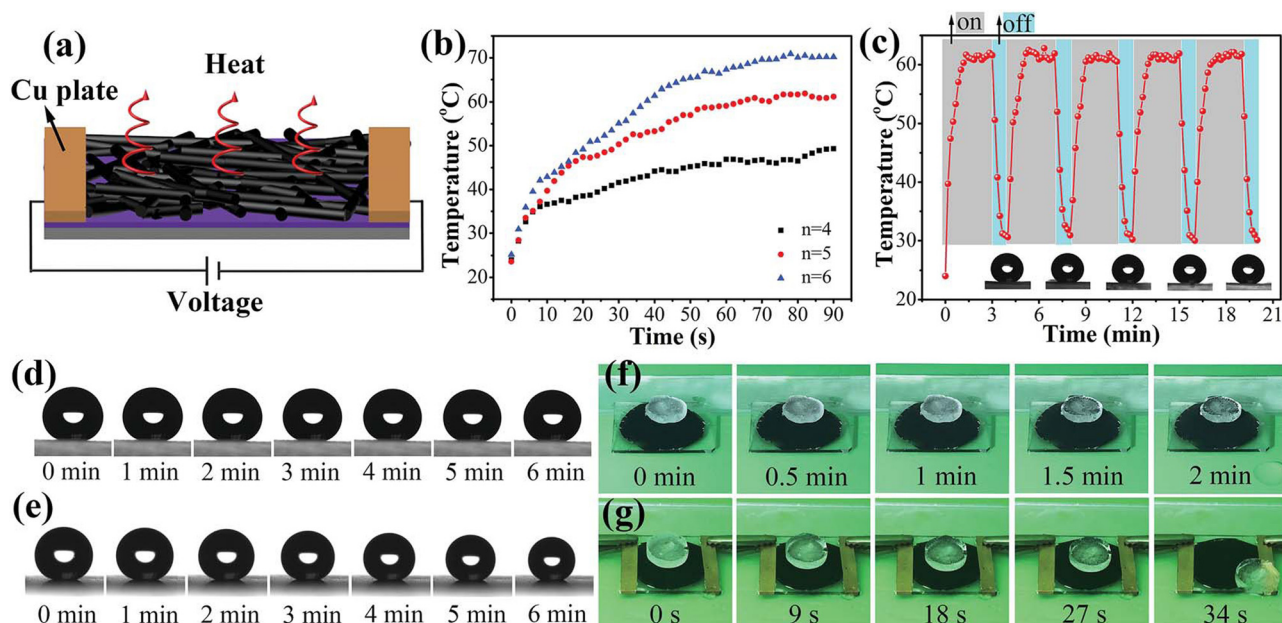 (a)
Heat
Cu plate
Voltage
(b)
Temperature (°C)
70
60
50
40
30
20
n=4
n=5
n=6
0 10 20 30 40 50 60 70 80 90
Time (s)
(c)
on off
Temperature (°C)
60
50
40
30
20
0 3 6 9 12 15 18 21
Time (min)
(d)
0 min 1 min 2 min 3 min 4 min 5 min 6 min
(e)
0 min 1 min 2 min 3 min 4 min 5 min 6 min
(f)
0 min 0.5 min 1 min 1.5 min 2 min
(g)
0 s 9 s 18 s 27 s 34 s